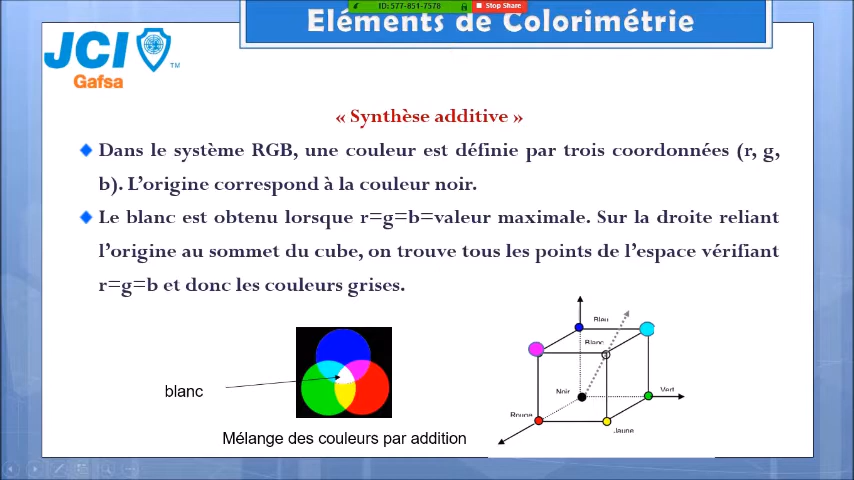 ID: 577-851-7578 Stop Share
Eléments de Colorimétrie
JCI TM
Gafsa
« Synthèse additive »
Dans le système RGB, une couleur est définie par trois coordonnées (r, g,
b). L'origine correspond à la couleur noir.
Le blanc est obtenu lorsque r=g=b=valeur maximale. Sur la droite reliant
l'origine au sommet du cube, on trouve tous les points de l'espace vérifiant
r=g=b et donc les couleurs grises.
blanc
Mélange des couleurs par addition
Bleu
Blanc
Noir
Vert
Rouge
Jaune